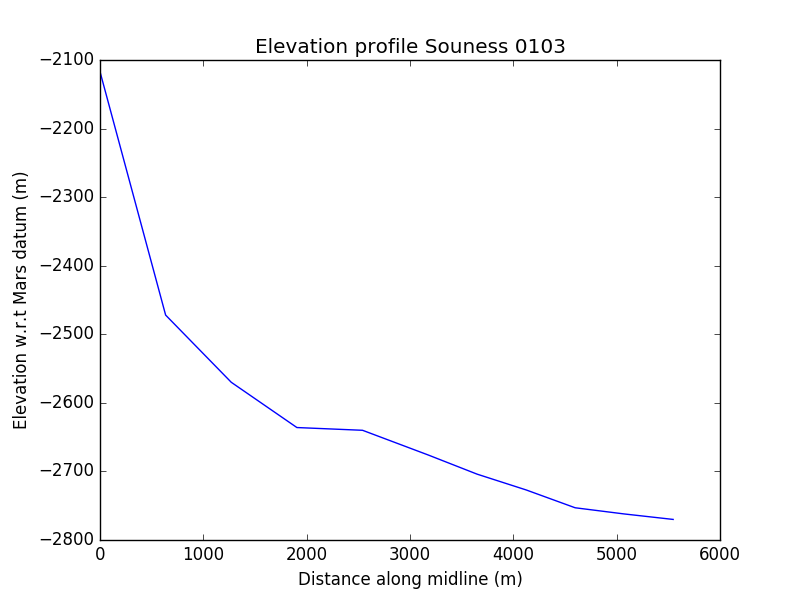 Elevation profile Souness 0103
−2100
−2200
−2300
−2400
−2500
−2600
−2700
−2800
Elevation w.r.t Mars datum (m)
0 1000 2000 3000 4000 5000 6000
Distance along midline (m)